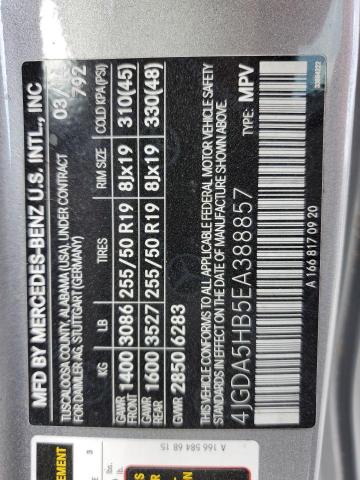 MFD BY MERCEDES-BENZ U.S. INTL., INC
TUSCALOOSA COUNTY, ALABAMA (USA), UNDER CONTRACT 03/
FOR DAIMLER AG, STUTTGART / GERMANY 792
KG LB TIRES RIM SIZE COLD KPA(PSI)
GAWR FRONT 1400 3086 255/50 R19 8Jx19 310(45)
GAWR REAR 1600 3527 255/50 R19 8Jx19 330(48)
GVWR 2850 6283
THIS VEHICLE CONFORMS TO ALL APPLICABLE FEDERAL MOTOR VEHICLE SAFETY
STANDARDS IN EFFECT ON THE DATE OF MANUFACTURE SHOWN ABOVE.
4JGDA5HB5EA388857 TYPE: MPV
A 166 817 09 20
A 166 584 68 15